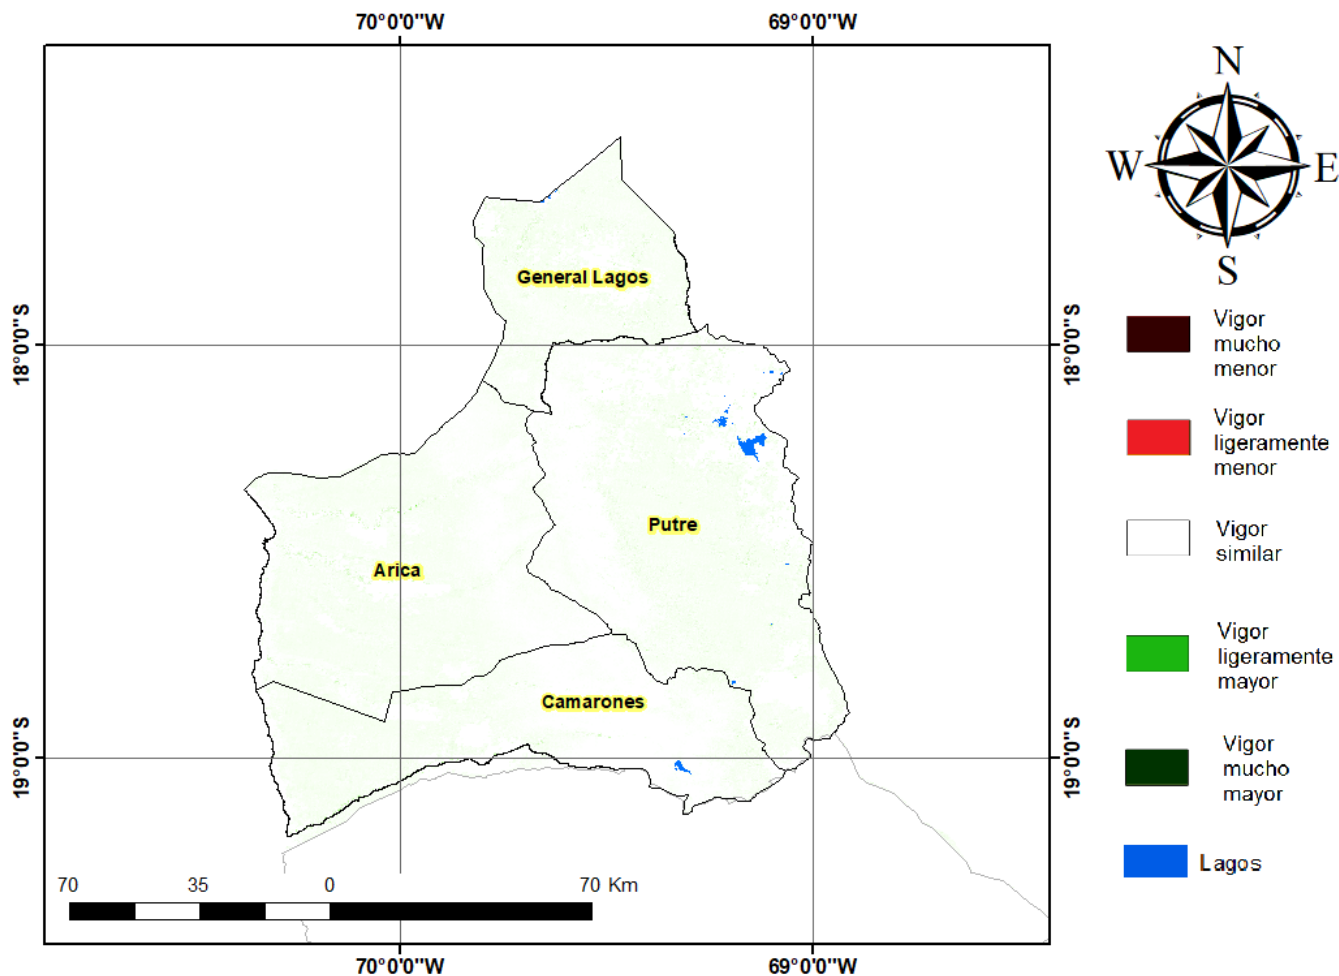 70°0'0"W
69°0'0"W
N
W
E
S
18°0'0"S
18°0'0"S
General Lagos
Putre
Arica
Camarones
19°0'0"S
19°0'0"S
Vigor
mucho
menor
Vigor
ligeramente
menor
Vigor
similar
Vigor
ligeramente
mayor
Vigor
mucho
mayor
Lagos
70
35
0
70 Km
70°0'0"W
69°0'0"W